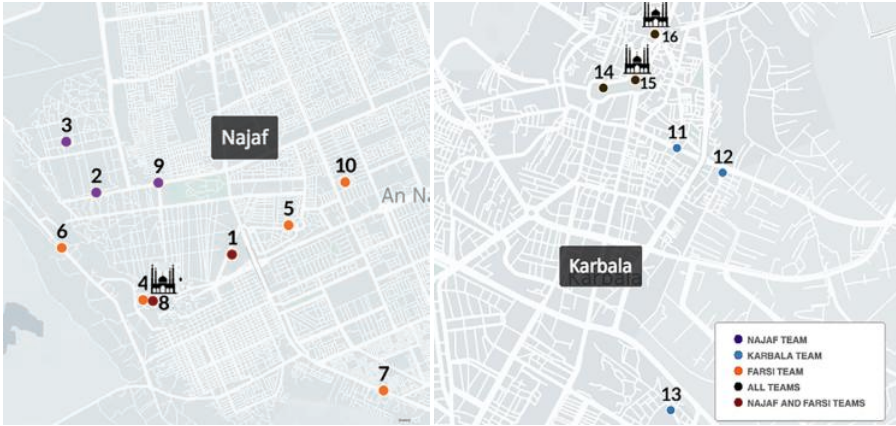 Najaf
3
2
9
10
An Na
6
5
1
4
8
7
16
15
14
11
12
Karbala
Karbala
13
NAJAF TEAM
KARBALA TEAM
FARSI TEAM
ALL TEAMS
NAJAF AND FARSI TEAMS